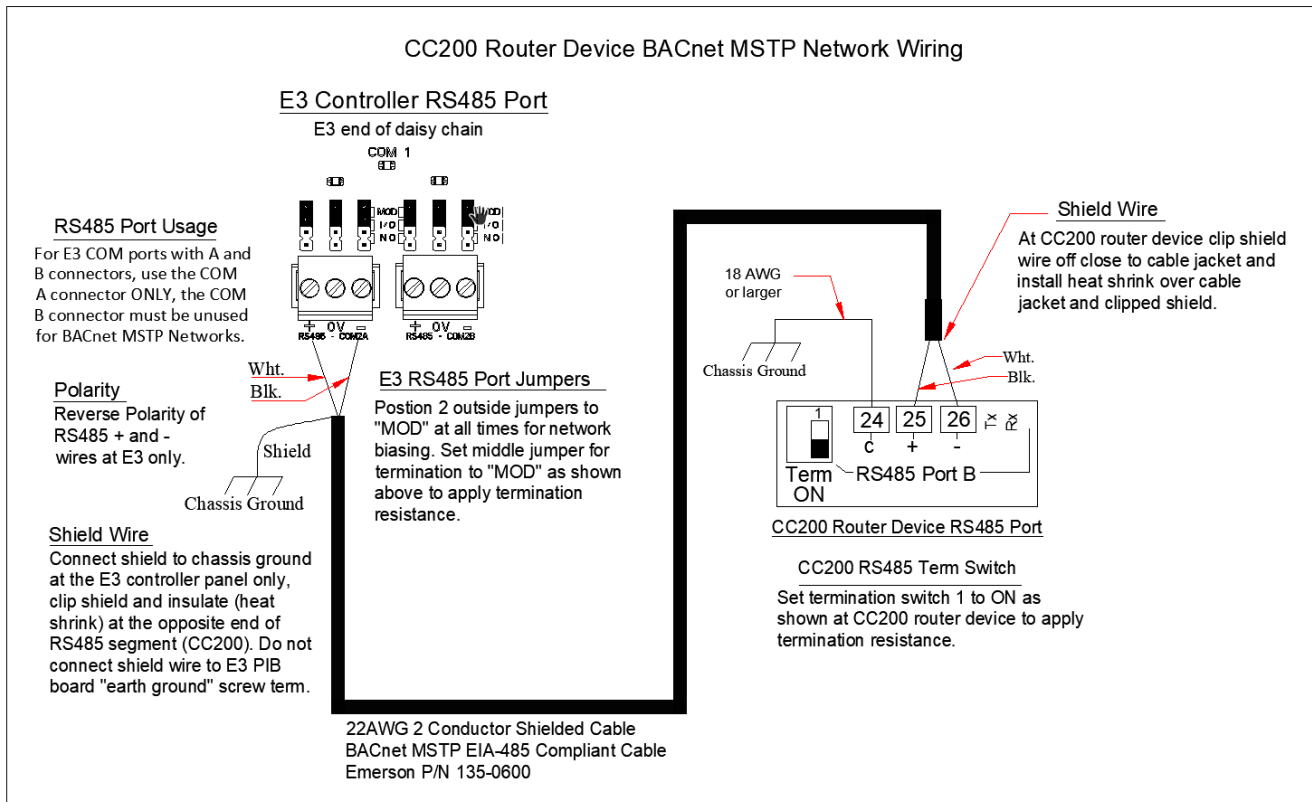 CC200 Router Device BACnet MSTP Network Wiring
E3 Controller RS485 Port
E3 end of daisy chain
COM 1
MOD
I/O
NO
I/O
NO
+ 0V -
RS485 - COM2A
+ 0V -
RS485 - COM2B
RS485 Port Usage
For E3 COM ports with A and
B connectors, use the COM
A connector ONLY, the COM
B connector must be unused
for BACnet MSTP Networks.
Wht.
Blk.
Polarity
Reverse Polarity of
RS485 + and -
wires at E3 only.
Shield
Chassis Ground
Shield Wire
Connect shield to chassis ground
at the E3 controller panel only,
clip shield and insulate (heat
shrink) at the opposite end of
RS485 segment (CC200). Do not
connect shield wire to E3 PIB
board "earth ground" screw term.
E3 RS485 Port Jumpers
Postion 2 outside jumpers to
"MOD" at all times for network
biasing. Set middle jumper for
termination to "MOD" as shown
above to apply termination
resistance.
22AWG 2 Conductor Shielded Cable
BACnet MSTP EIA-485 Compliant Cable
Emerson P/N 135-0600
Shield Wire
At CC200 router device clip shield
wire off close to cable jacket and
install heat shrink over cable
jacket and clipped shield.
18 AWG
or larger
Chassis Ground
Wht.
Blk.
1
24 25 26
C + -
Tx
Rx
Term
ON
RS485 Port B
CC200 Router Device RS485 Port
CC200 RS485 Term Switch
Set termination switch 1 to ON as
shown at CC200 router device to apply
termination resistance.